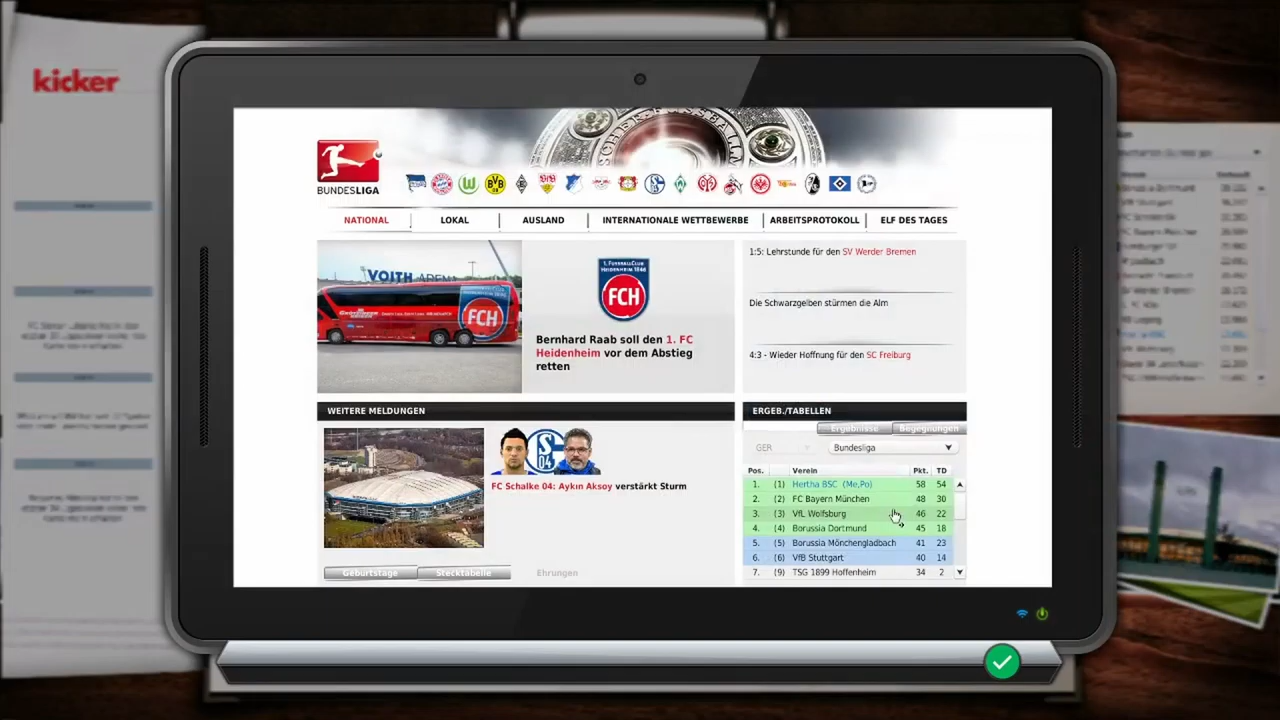 kicker
BUNDESLIGA
NATIONAL
LOKAL
AUSLAND
INTERNATIONALE WETTBEWERBE
ARBEITSPROTOKOLL
ELF DES TAGES
VOITH ARENA
FCH
1. FUSSBALLCLUB
HEIDENHEIM 1846
FCH
Bernhard Raab soll den 1. FC
Heidenheim vor dem Abstieg
retten
1:5: Lehrstunde für den SV Werder Bremen
Die Schwarzgelben stürmen die Alm
4:3 - Wieder Hoffnung für den SC Freiburg
WEITERE MELDUNGEN
S04
FC Schalke 04: Aykın Aksoy verstärkt Sturm
Geburtstage
Stecktabelle
Ehrungen
ERGEB./TABELLEN
Ergebnisse
Begegnungen
GER
Bundesliga
Pos. Verein Pkt. TD
1. (1) Hertha BSC (Me,Po) 58 54
2. (2) FC Bayern München 48 30
3. (3) VfL Wolfsburg 46 22
4. (4) Borussia Dortmund 45 18
5. (5) Borussia Mönchengladbach 41 23
6. (6) VfB Stuttgart 40 14
7. (9) TSG 1899 Hoffenheim 34 2